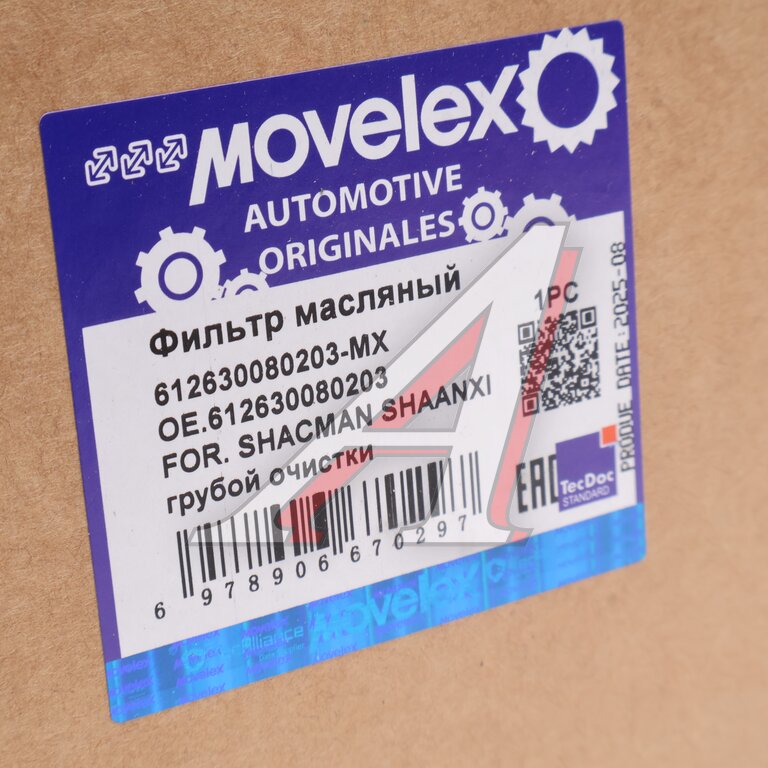 MOVELEX
AUTOMOTIVE
ORIGINALES
Фильтр масляный
612630080203-MX
OE.612630080203
FOR. SHACMAN SHAANXI
грубой очистки
1PC
PRODUE DATE:2025-08
EAC
TecDoc
STANDARD
6 978906 670297
Movelex